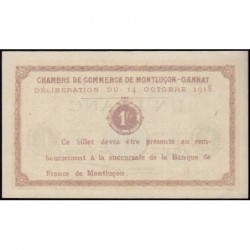 CHAMBRE DE COMMERCE DE MONTLUÇON-GANNAT
DÉLIBÉRATION DU 14 OCTOBRE 1918
1
Ce billet devra être présenté au rem-
boursement à la succursale de la Banque de
France de Montluçon